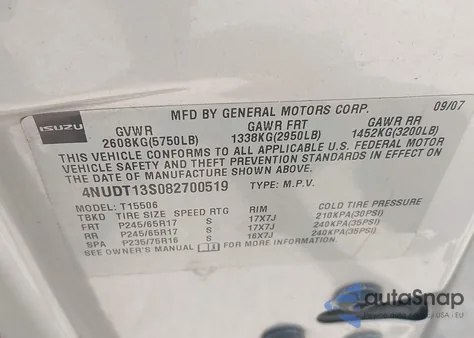 09/07
MFD BY GENERAL MOTORS CORP.
ISUZU
GVWR GAWR FRT GAWR RR
2608KG(5750LB) 1338KG(2950LB) 1452KG(3200LB)
THIS VEHICLE CONFORMS TO ALL APPLICABLE U.S. FEDERAL MOTOR
VEHICLE SAFETY AND THEFT PREVENTION STANDARDS IN EFFECT ON
THE DATE OF MANUFACTURE SHOWN ABOVE.
4NUDT13S082700519 TYPE: M.P.V.
MODEL: T15506
TBKD TIRE SIZE SPEED RTG RIM COLD TIRE PRESSURE
FRT P245/65R17 S 17X7J 210KPA(30PSI)
RR P245/65R17 S 17X7J 240KPA(35PSI)
SPA P235/75R16 S 16X7J 240KPA(35PSI)
SEE OWNER'S MANUAL FOR ADDITIONAL INFORMATION
autoSnap